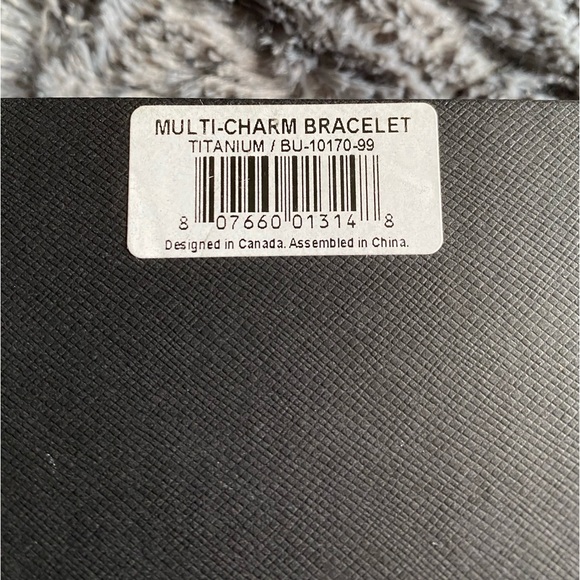 MULTI-CHARM BRACELET
TITANIUM / BU-10170-99
8 07660 01314 8
Designed in Canada. Assembled in China.